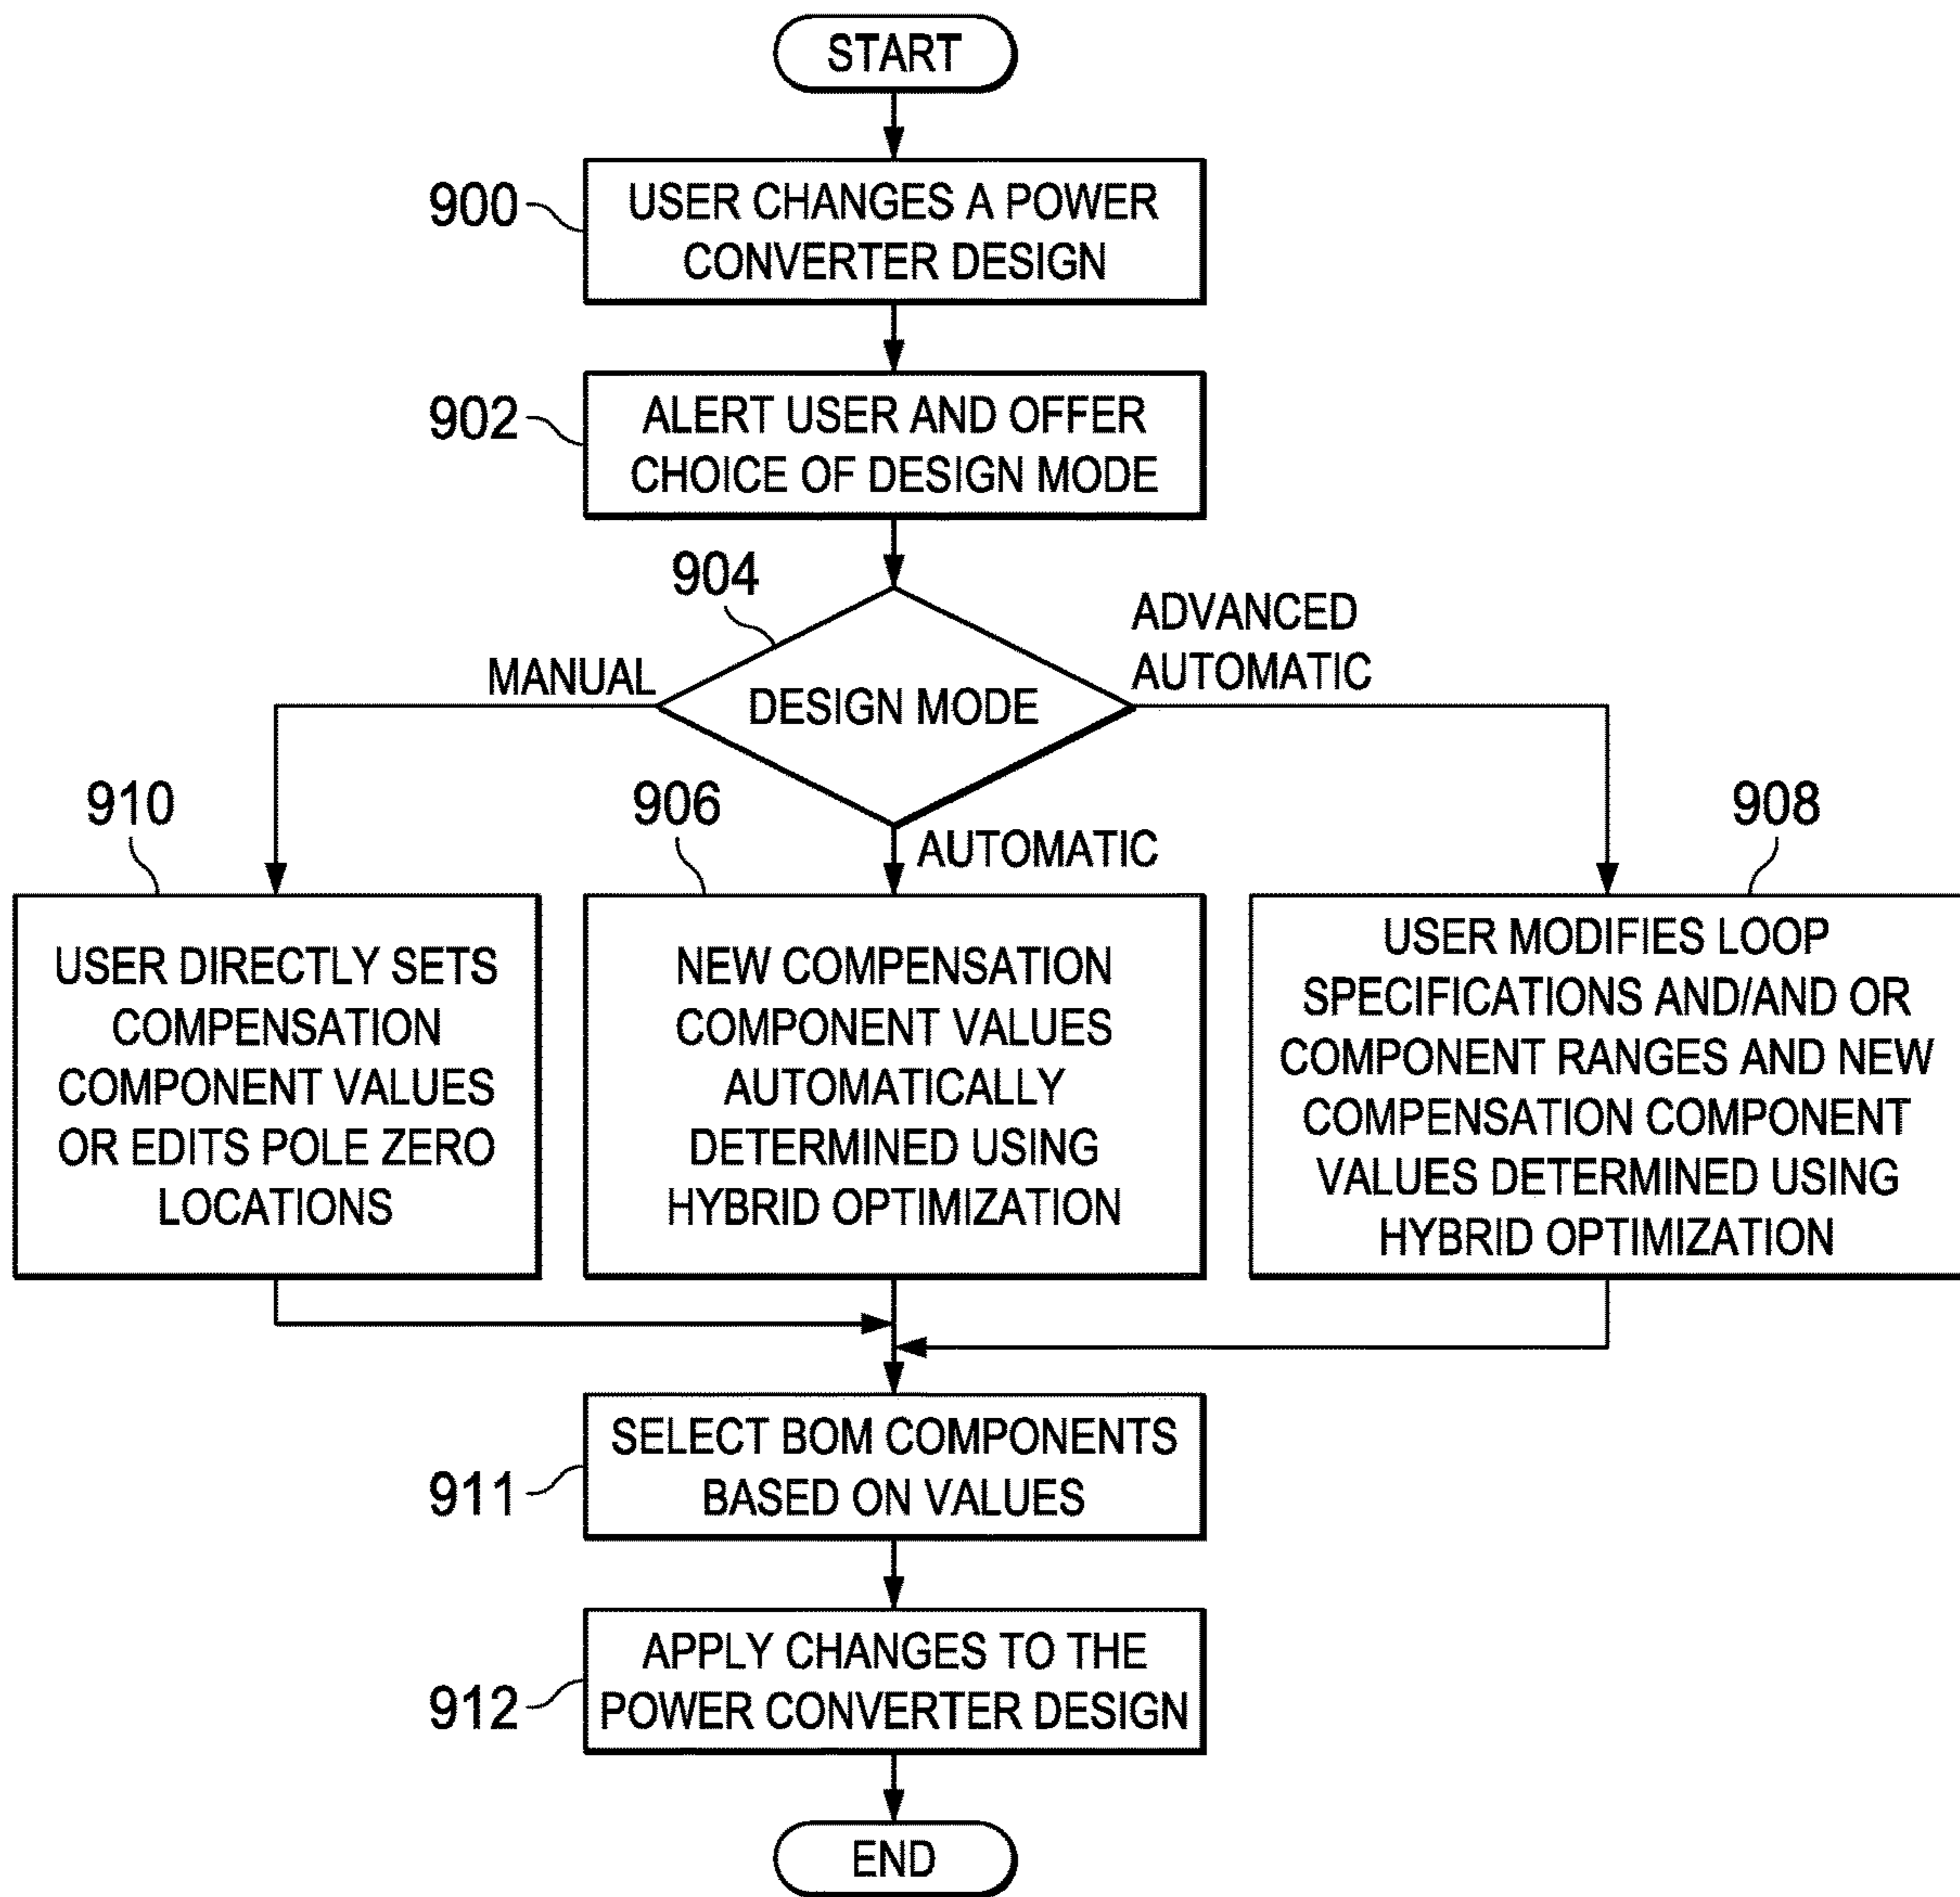 START
900
USER CHANGES A POWER
CONVERTER DESIGN
902
ALERT USER AND OFFER
CHOICE OF DESIGN MODE
904
DESIGN MODE
MANUAL
ADVANCED
AUTOMATIC
AUTOMATIC
910
USER DIRECTLY SETS
COMPENSATION
COMPONENT VALUES
OR EDITS POLE ZERO
LOCATIONS
906
NEW COMPENSATION
COMPONENT VALUES
AUTOMATICALLY
DETERMINED USING
HYBRID OPTIMIZATION
908
USER MODIFIES LOOP
SPECIFICATIONS AND/AND OR
COMPONENT RANGES AND NEW
COMPENSATION COMPONENT
VALUES DETERMINED USING
HYBRID OPTIMIZATION
911
SELECT BOM COMPONENTS
BASED ON VALUES
912
APPLY CHANGES TO THE
POWER CONVERTER DESIGN
END